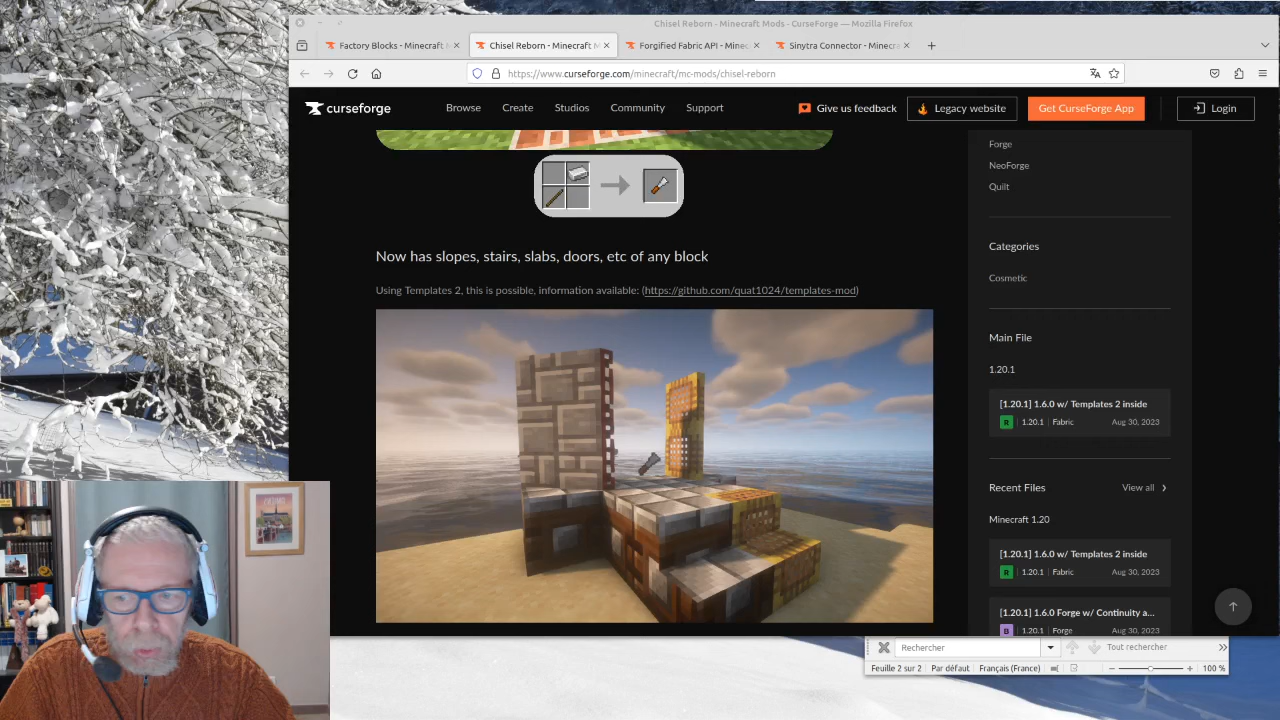 Chisel Reborn - Minecraft Mods - CurseForge — Mozilla Firefox
Factory Blocks - Minecraft M
Chisel Reborn - Minecraft M
Forgified Fabric API - Minec
Sinytra Connector - Minecra
https://www.curseforge.com/minecraft/mc-mods/chisel-reborn
curseforge
Browse
Create
Studios
Community
Support
Give us feedback
Legacy website
Get CurseForge App
Login
Forge
NeoForge
Quilt
Now has slopes, stairs, slabs, doors, etc of any block
Using Templates 2, this is possible, information available: (https://github.com/quat1024/templates-mod)
Categories
Cosmetic
Main File
1.20.1
[1.20.1] 1.6.0 w/ Templates 2 inside
R 1.20.1 Fabric Aug 30, 2023
Recent Files View all
Minecraft 1.20
[1.20.1] 1.6.0 w/ Templates 2 inside
R 1.20.1 Fabric Aug 30, 2023
[1.20.1] 1.6.0 Forge w/ Continuity a...
B 1.20.1 Forge Aug 30, 2023
Rechercher
Tout rechercher
Feuille 2 sur 2
Par défaut
Français (France)
100 %